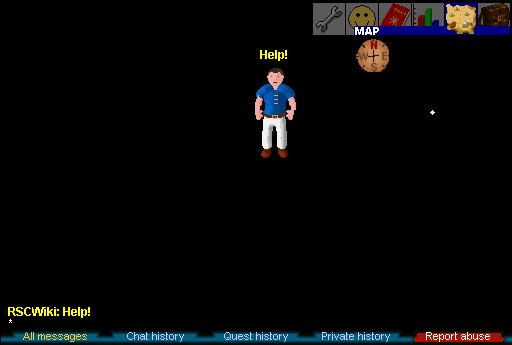 MAP
N
W E
S
Help!
RSCWiki: Help!
*
All messages Chat history Quest history Private history Report abuse